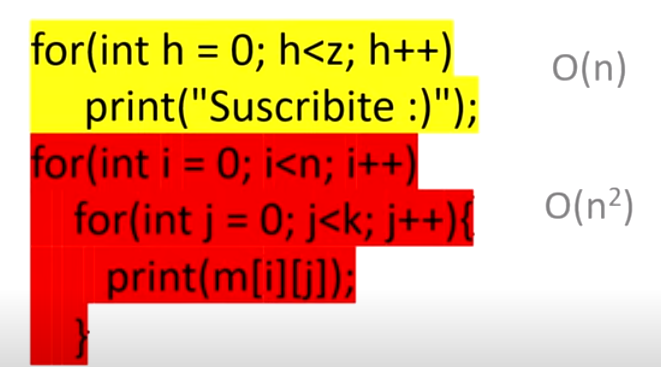 for(int h = 0; h<z; h++)
O(n)
print("Suscribite :)");
for(int i = 0; i<n; i++)
for(int j = 0; j<k; j++){
O(n²)
print(m[i][j]);
}